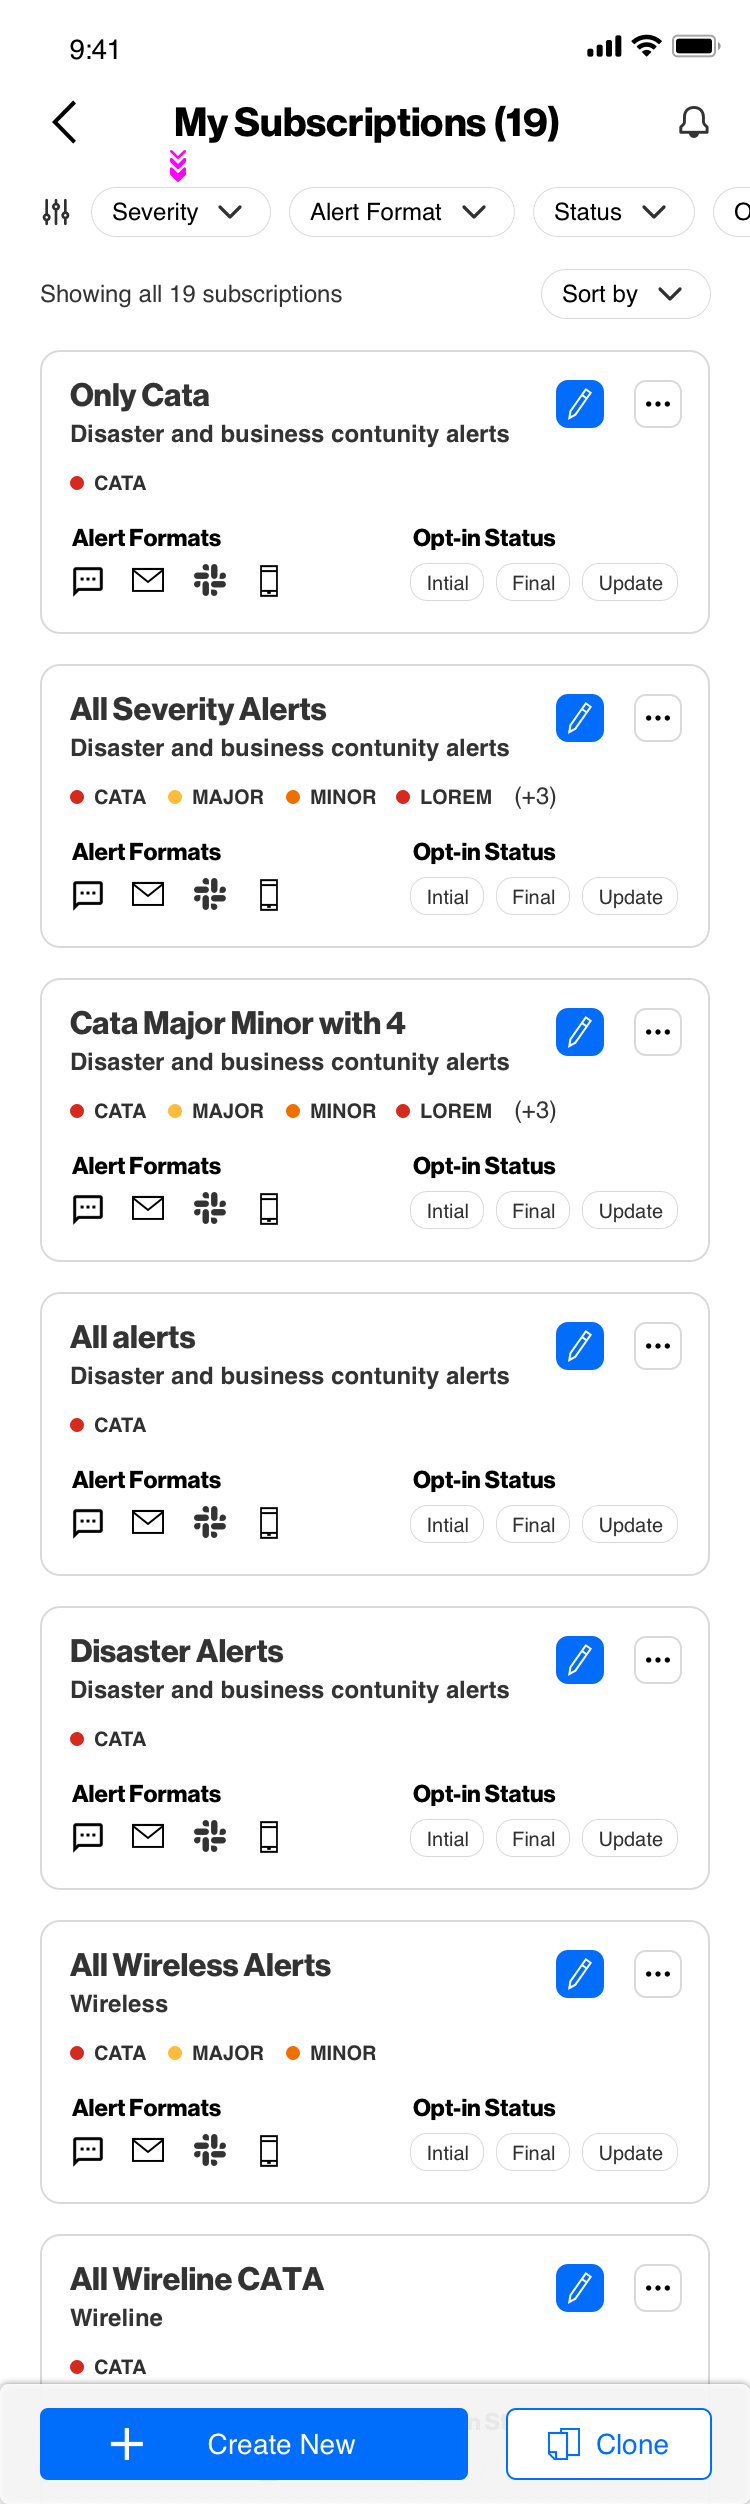 9:41
My Subscriptions (19)
Severity Alert Format Status
Showing all 19 subscriptions Sort by
Only Cata
Disaster and business contunity alerts
CATA
Alert Formats Opt-in Status
Intial Final Update
All Severity Alerts
Disaster and business contunity alerts
CATA MAJOR MINOR LOREM (+3)
Alert Formats Opt-in Status
Intial Final Update
Cata Major Minor with 4
Disaster and business contunity alerts
CATA MAJOR MINOR LOREM (+3)
Alert Formats Opt-in Status
Intial Final Update
All alerts
Disaster and business contunity alerts
CATA
Alert Formats Opt-in Status
Intial Final Update
Disaster Alerts
Disaster and business contunity alerts
CATA
Alert Formats Opt-in Status
Intial Final Update
All Wireless Alerts
Wireless
CATA MAJOR MINOR
Alert Formats Opt-in Status
Intial Final Update
All Wireline CATA
Wireline
CATA
Create New Clone